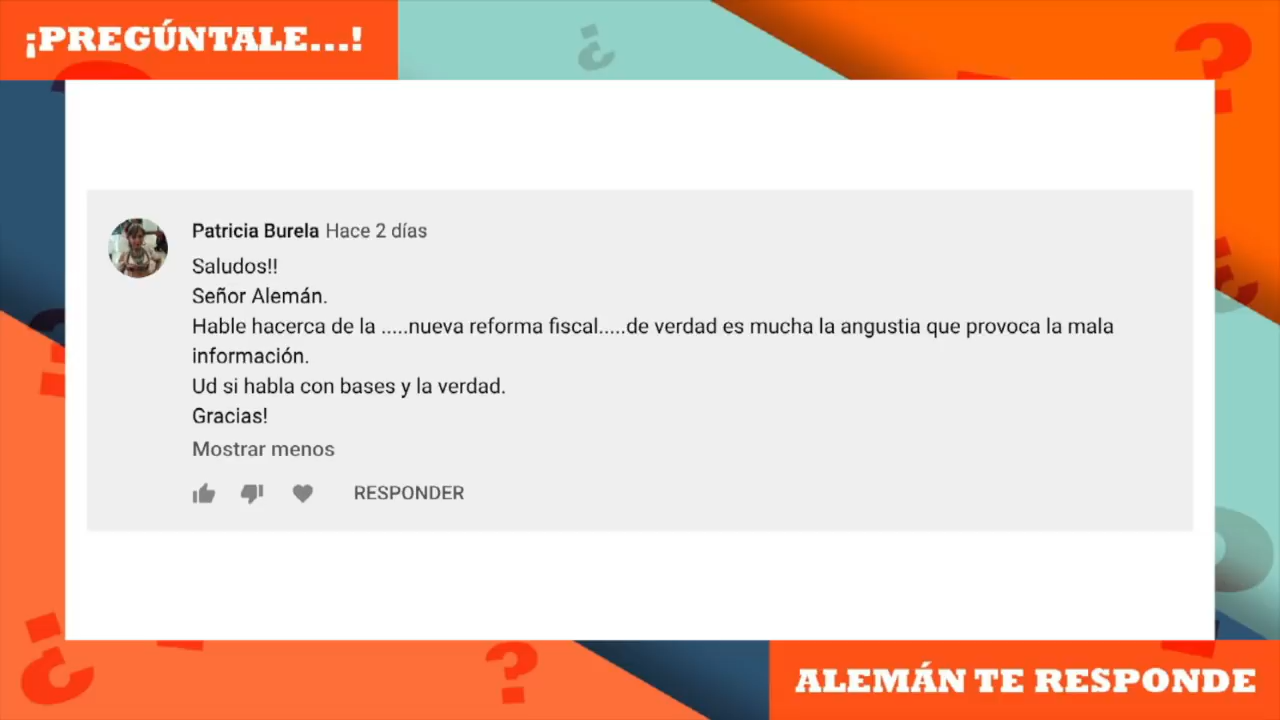 ¡PREGÚNTALE...!
Patricia Burela Hace 2 días
Saludos!!
Señor Alemán.
Hable hacerca de la .....nueva reforma fiscal.....de verdad es mucha la angustia que provoca la mala
información.
Ud si habla con bases y la verdad.
Gracias!
Mostrar menos
RESPONDER
ALEMÁN TE RESPONDE